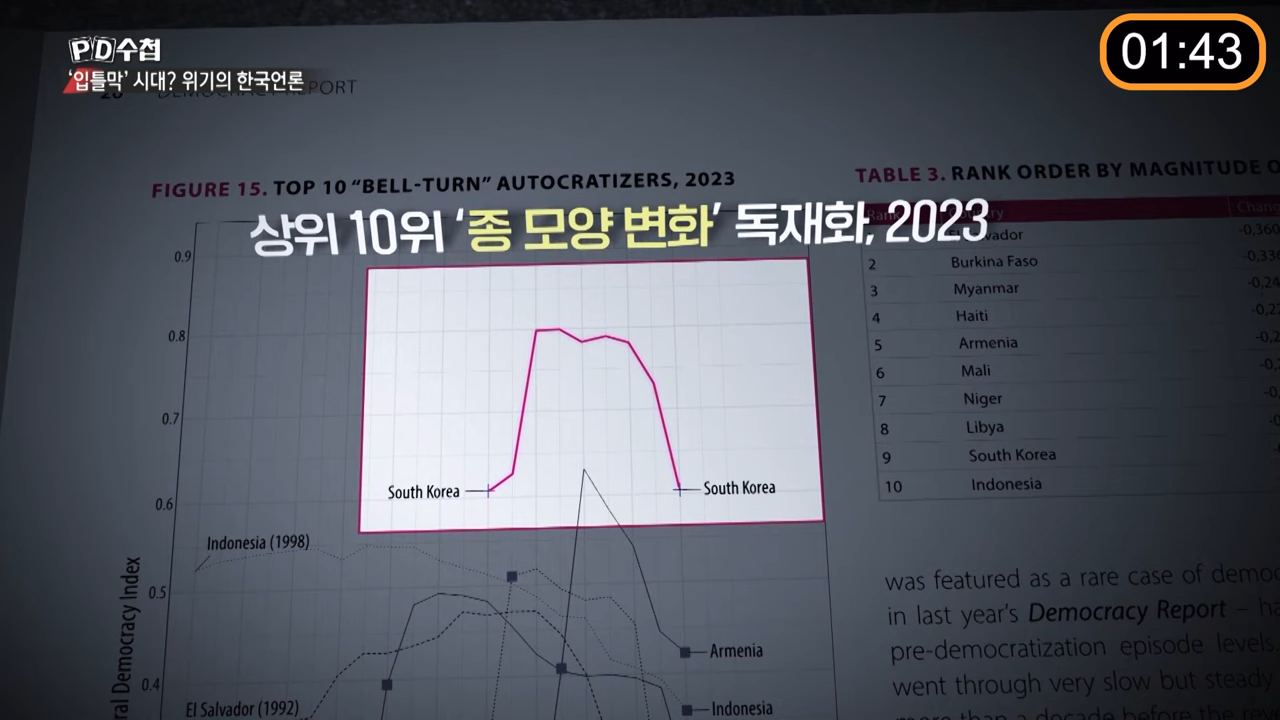 PD수첩
'입틀막' 시대? 위기의 한국언론
01:43
FIGURE 15. TOP 10 “BELL-TURN” AUTOCRATIZERS, 2023
상위 10위 '종 모양 변화' 독재화, 2023
0.9
0.8
0.7
0.6
0.5
0.4
South Korea
South Korea
Indonesia (1998)
Armenia
El Salvador (1992)
Indonesia
Democracy Index
TABLE 3. RANK ORDER BY MAGNITUDE
2 Burkina Faso
3 Myanmar
4 Haiti
5 Armenia
6 Mali
7 Niger
8 Libya
9 South Korea
10 Indonesia
was featured as a rare case of
in last year's Democracy Report –
pre-democratization episode levels
went through very slow but steady